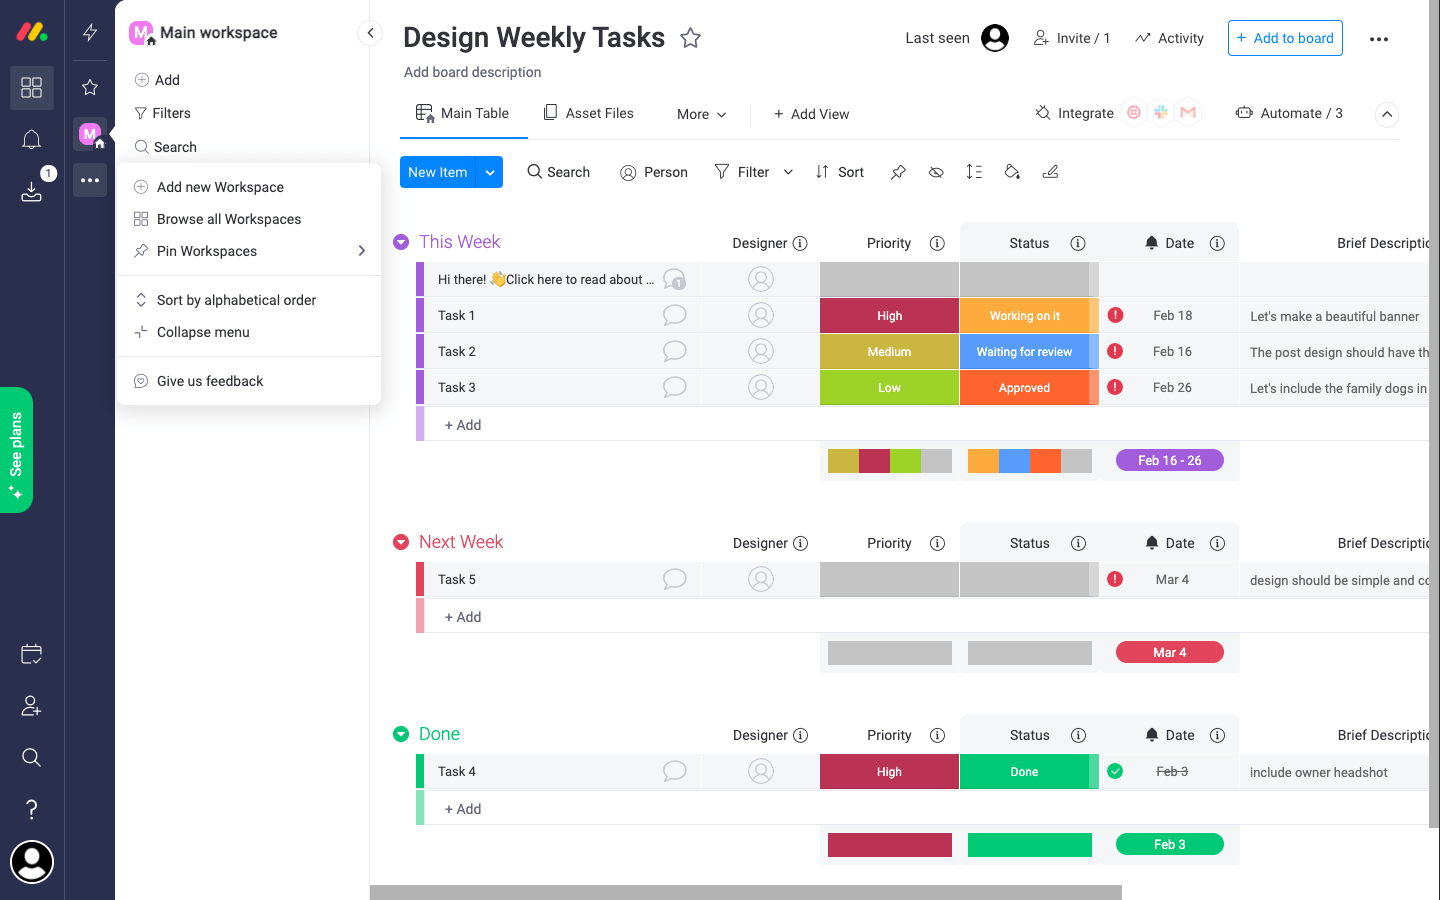 M Main workspace
Add
Filters
Search
M
1
Add new Workspace
Browse all Workspaces
Pin Workspaces
Sort by alphabetical order
Collapse menu
Give us feedback
See plans
?
Design Weekly Tasks
Add board description
Last seen
Invite / 1
Activity
+ Add to board
Main Table
Asset Files
More
+ Add View
Integrate
Automate / 3
New Item
Search
Person
Filter
Sort
This Week Designer Priority Status Date Brief Descriptio
Hi there! 👋Click here to read about ... 1
Task 1 High Working on it ! Feb 18 Let's make a beautiful banner
Task 2 Medium Waiting for review ! Feb 16 The post design should have th
Task 3 Low Approved ! Feb 26 Let's include the family dogs in
+ Add
Feb 16 - 26
Next Week Designer Priority Status Date Brief Descriptio
Task 5 ! Mar 4 design should be simple and co
+ Add
Mar 4
Done Designer Priority Status Date Brief Descriptio
Task 4 High Done Feb 3 include owner headshot
+ Add
Feb 3